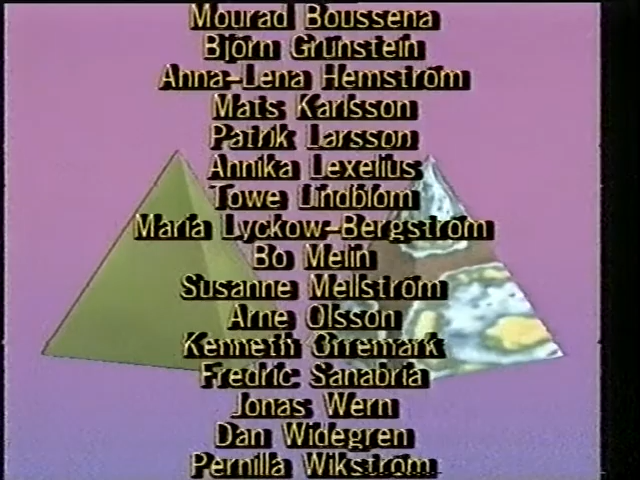 Mourad Boussena
Björn Grunstein
Anna-Lena Hemström
Mats Karlsson
Patrik Larsson
Annika Lexelius
Towe Lindblom
Maria Lyckow-Bergström
Bo Melin
Susanne Mellström
Arne Olsson
Kenneth Orremark
Fredric Sanabria
Jonas Wern
Dan Widegren
Pernilla Wikström